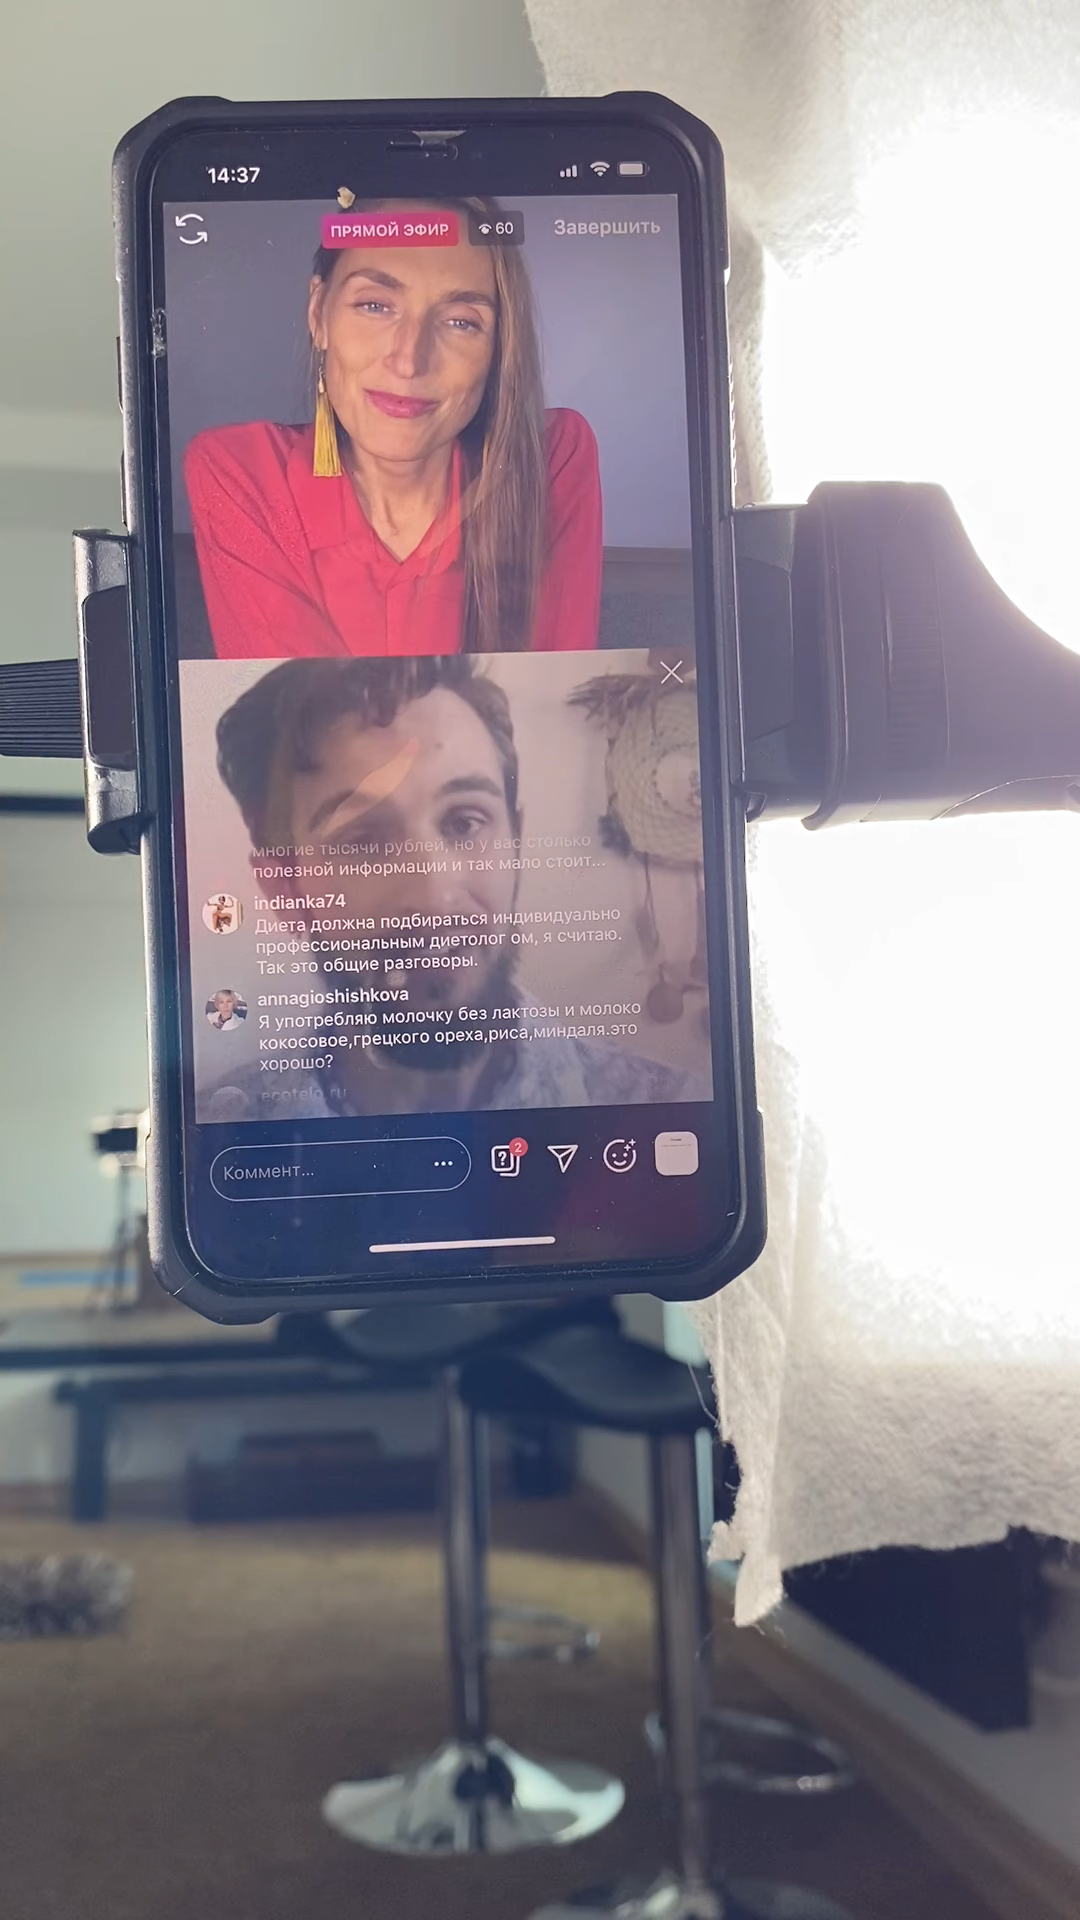 14:37
ПРЯМОЙ ЭФИР
60
Завершить
многие тысячи рублей, но у вас столько
полезной информации и так мало стоит...
indianka74
Диета должна подбираться индивидуально
профессиональным диетолог ом, я считаю.
Так это общие разговоры.
annagioshishkova
Я употребляю молочку без лактозы и молоко
кокосовое,грецкого ореха,риса,миндаля.это
хорошо?
ecotelo.ru
Коммент...
2